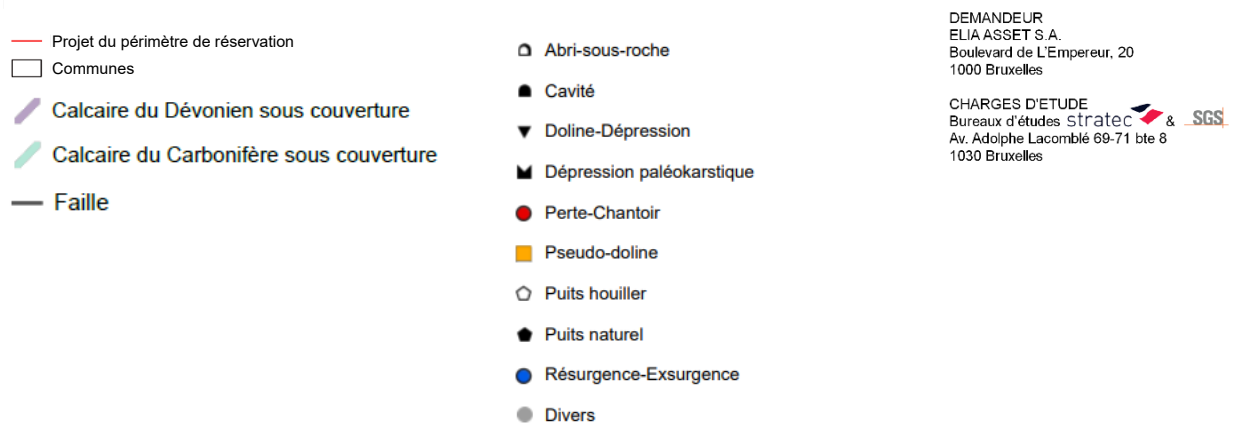 Projet du périmètre de réservation
Communes
Calcaire du Dévonien sous couverture
Calcaire du Carbonifère sous couverture
Faille
Abri-sous-roche
Cavité
Doline-Dépression
Dépression paléokarstique
Perte-Chantoir
Pseudo-doline
Puits houiller
Puits naturel
Résurgence-Exsurgence
Divers
DEMANDEUR
ELIA ASSET S.A.
Boulevard de L'Empereur, 20
1000 Bruxelles
CHARGES D'ETUDE
Bureaux d'études stratec & SGS
Av. Adolphe Lacomblé 69-71 bte 8
1030 Bruxelles